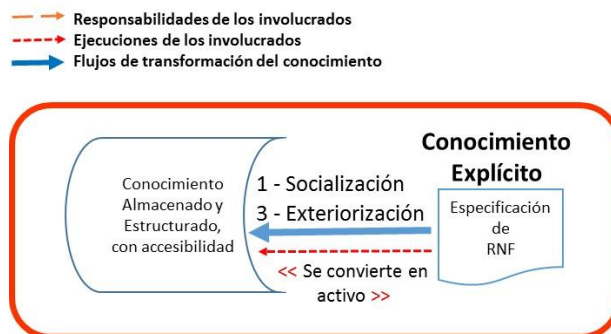 Responsabilidades de los involucrados
Ejecuciones de los involucrados
Flujos de transformación del conocimiento
Conocimiento
Explícito
Conocimiento
Almacenado y
Estructurado,
con accesibilidad
1 - Socialización
3 - Exteriorización
Especificación
de
RNF
<< Se convierte en
activo >>